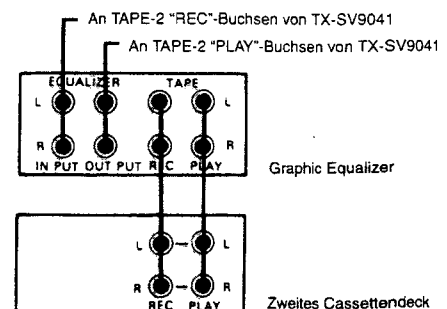 An TAPE-2 "REC"-Buchsen von TX-SV9041
An TAPE-2 "PLAY"-Buchsen von TX-SV9041
EQUALIZER TAPE
L L
R R
IN PUT OUT PUT REC PLAY
Graphic Equalizer
L L
R R
REC PLAY
Zweites Cassettendeck